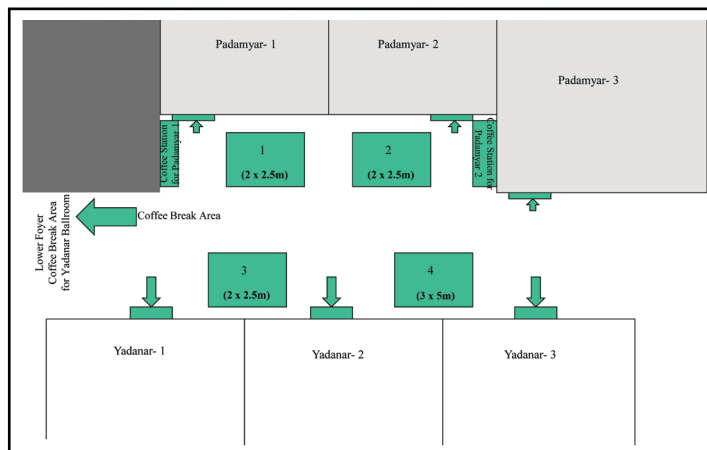 Padamyar- 1
Padamyar- 2
Padamyar- 3
Coffee Station
for Padamyar 1
1
(2 x 2.5m)
2
(2 x 2.5m)
Coffee Station for
Padamyar 2
Lower Foyer
Coffee Break Area
for Yadanar Ballroom
Coffee Break Area
3
(2 x 2.5m)
4
(3 x 5m)
Yadanar- 1
Yadanar- 2
Yadanar- 3